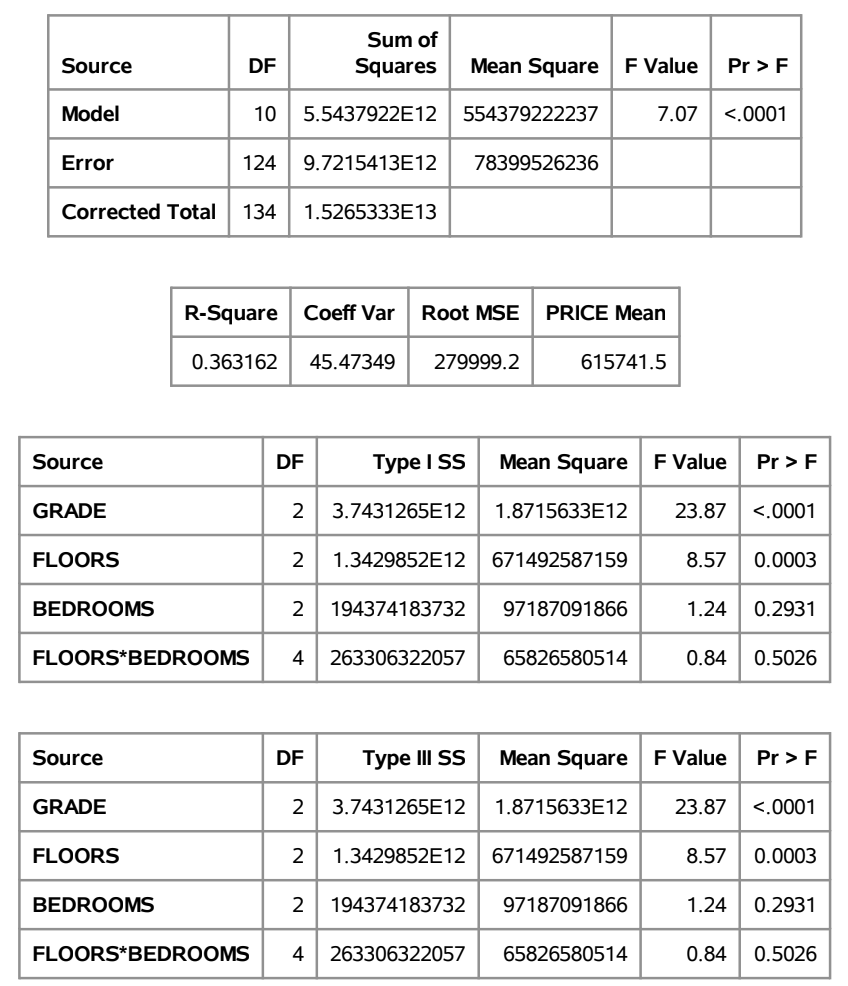 Source DF Sum of Squares Mean Square F Value Pr > F
Model 10 5.5437922E12 554379222237 7.07 <.0001
Error 124 9.7215413E12 78399526236
Corrected Total 134 1.5265333E13
R-Square Coeff Var Root MSE PRICE Mean
0.363162 45.47349 279999.2 615741.5
Source DF Type I SS Mean Square F Value Pr > F
GRADE 2 3.7431265E12 1.8715633E12 23.87 <.0001
FLOORS 2 1.3429852E12 671492587159 8.57 0.0003
BEDROOMS 2 194374183732 97187091866 1.24 0.2931
FLOORS*BEDROOMS 4 263306322057 65826580514 0.84 0.5026
Source DF Type III SS Mean Square F Value Pr > F
GRADE 2 3.7431265E12 1.8715633E12 23.87 <.0001
FLOORS 2 1.3429852E12 671492587159 8.57 0.0003
BEDROOMS 2 194374183732 97187091866 1.24 0.2931
FLOORS*BEDROOMS 4 263306322057 65826580514 0.84 0.5026